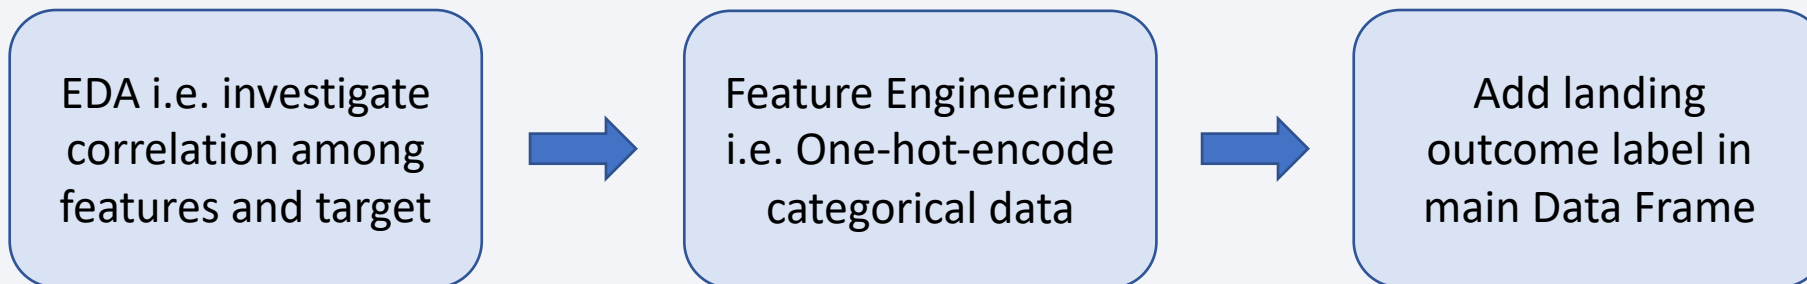 EDA i.e. investigate
correlation among
features and target
Feature Engineering
i.e. One-hot-encode
categorical data
Add landing
outcome label in
main Data Frame